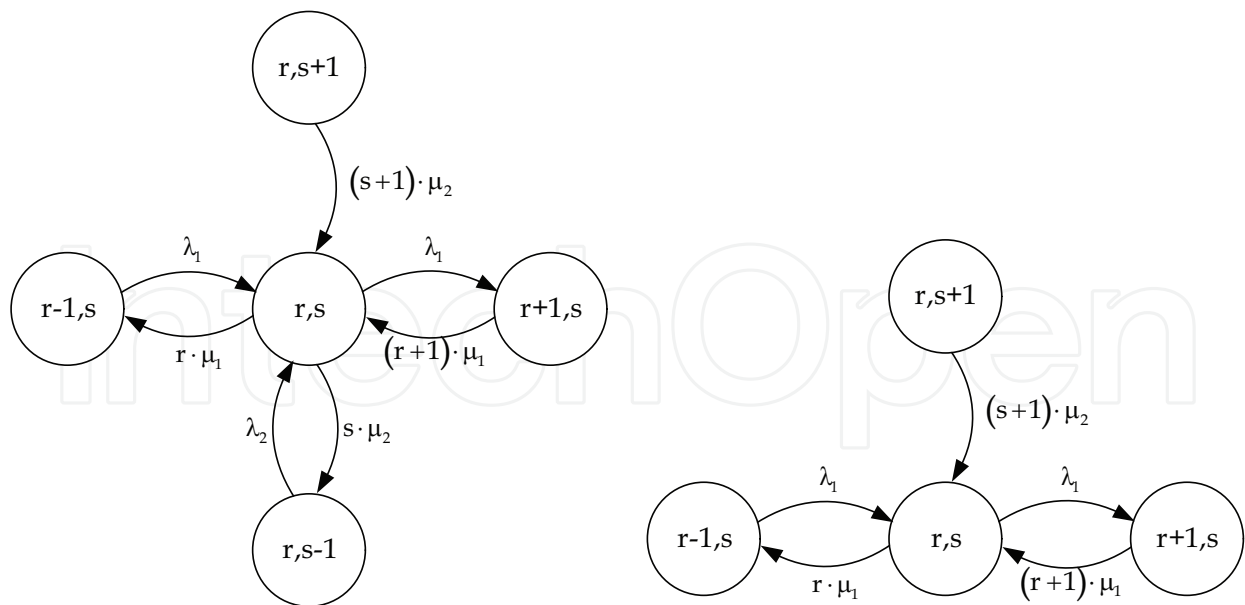 r,s+1
(s+1)·μ₂
λ₁
λ₁
r-1,s
r,s
r+1,s
r·μ₁
(r+1)·μ₁
λ₂
s·μ₂
r,s-1
r,s+1
(s+1)·μ₂
λ₁
λ₁
r-1,s
r,s
r+1,s
r·μ₁
(r+1)·μ₁
IntechOpen